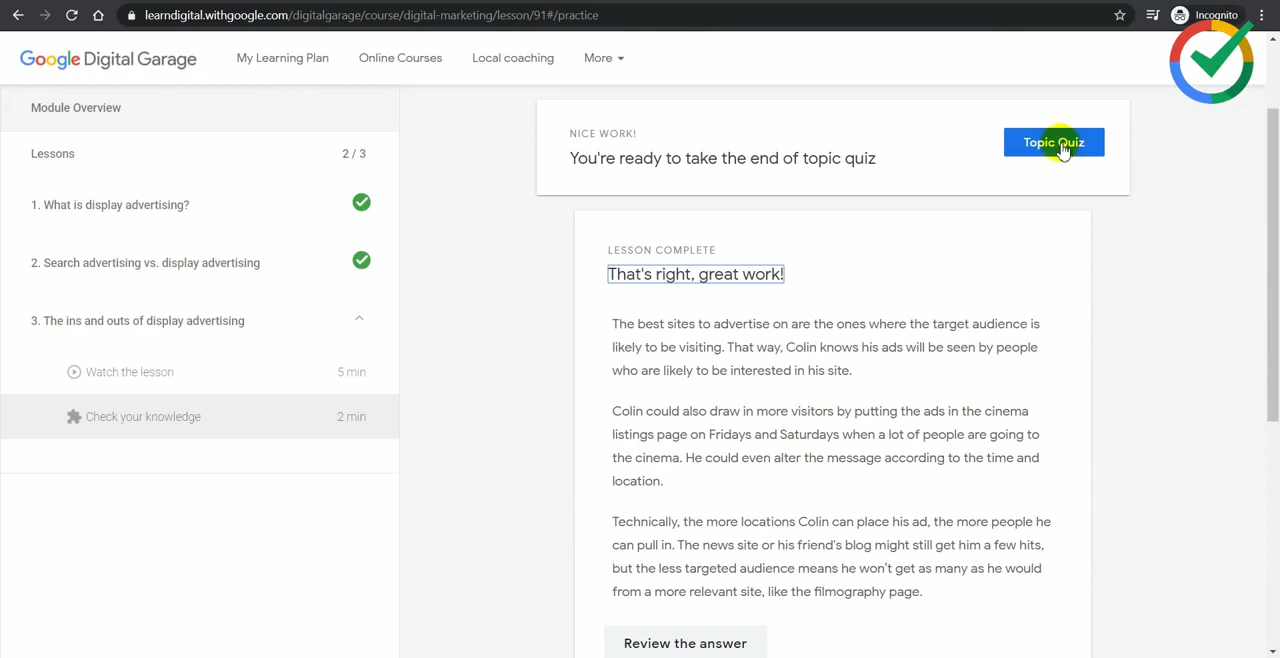 learndigital.withgoogle.com/digitalgarage/course/digital-marketing/lesson/91#/practice
Incognito
Google Digital Garage
My Learning Plan
Online Courses
Local coaching
More
Module Overview
Lessons
2 / 3
1. What is display advertising?
2. Search advertising vs. display advertising
3. The ins and outs of display advertising
Watch the lesson
5 min
Check your knowledge
2 min
NICE WORK!
You're ready to take the end of topic quiz
Topic Quiz
LESSON COMPLETE
That's right, great work!
The best sites to advertise on are the ones where the target audience is
likely to be visiting. That way, Colin knows his ads will be seen by people
who are likely to be interested in his site.
Colin could also draw in more visitors by putting the ads in the cinema
listings page on Fridays and Saturdays when a lot of people are going to
the cinema. He could even alter the message according to the time and
location.
Technically, the more locations Colin can place his ad, the more people he
can pull in. The news site or his friend's blog might still get him a few hits,
but the less targeted audience means he won't get as many as he would
from a more relevant site, like the filmography page.
Review the answer